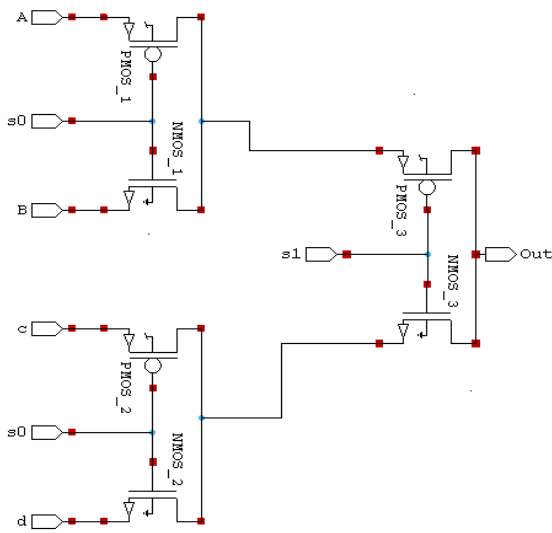 A
PMOS_1
s0
NMOS_1
B
PMOS_3
s1
NMOS_3
Out
c
PMOS_2
s0
NMOS_2
d